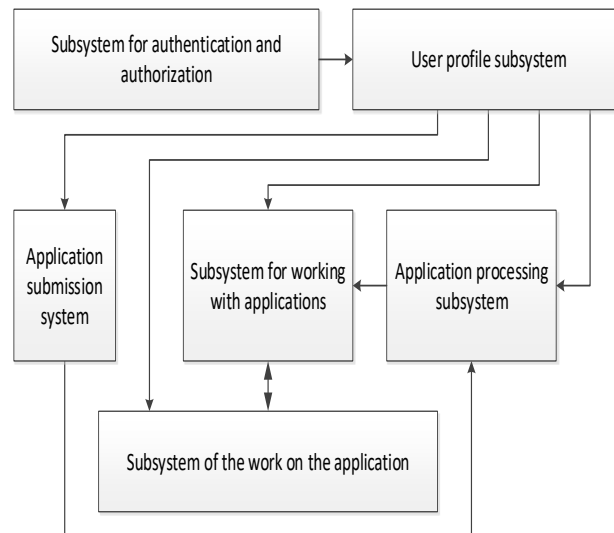 Subsystem for authentication and
authorization
User profile subsystem
Application
submission
system
Subsystem for working
with applications
Application processing
subsystem
Subsystem of the work on the application